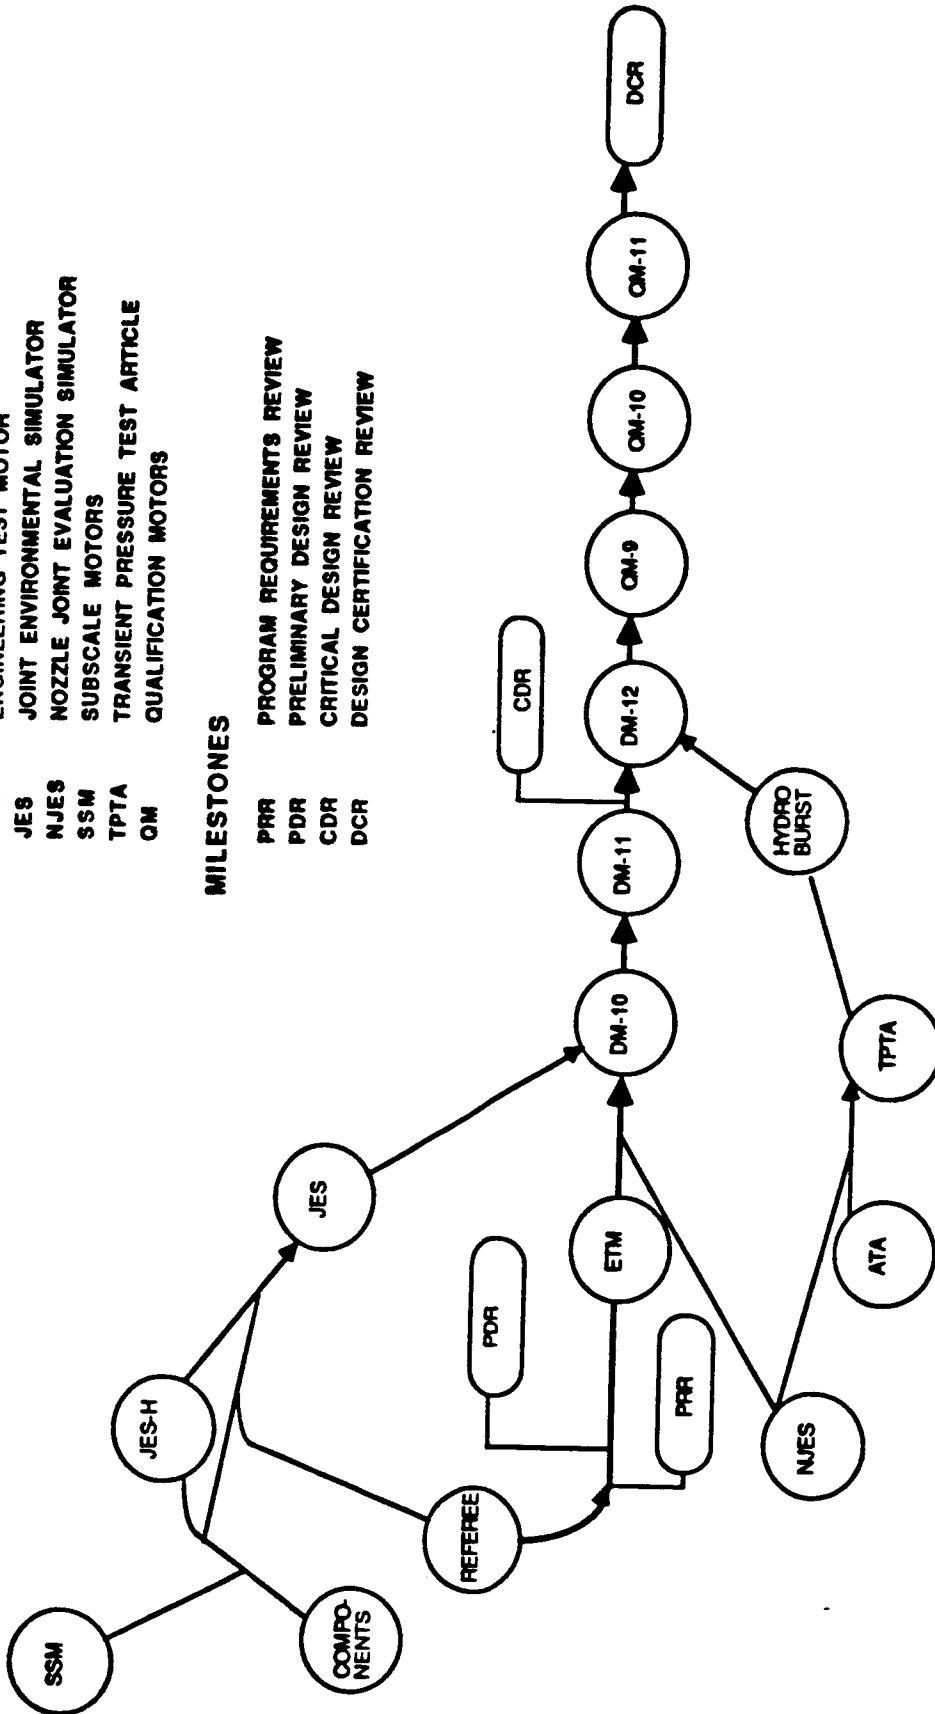 ENGINEERING TEST MOTOR
JES JOINT ENVIRONMENTAL SIMULATOR
NJES NOZZLE JOINT EVALUATION SIMULATOR
SSM SUBSCALE MOTORS
TPTA TRANSIENT PRESSURE TEST ARTICLE
QM QUALIFICATION MOTORS
MILESTONES
PRR PROGRAM REQUIREMENTS REVIEW
PDR PRELIMINARY DESIGN REVIEW
CDR CRITICAL DESIGN REVIEW
DCR DESIGN CERTIFICATION REVIEW
SSM
COMPO-
NENTS
JES-H
REFEREE
JES
PDR
PRR
ETM
NJES
ATA
TPTA
HYDRO
BURST
DM-10
DM-11
CDR
DM-12
QM-9
QM-10
QM-11
DCR